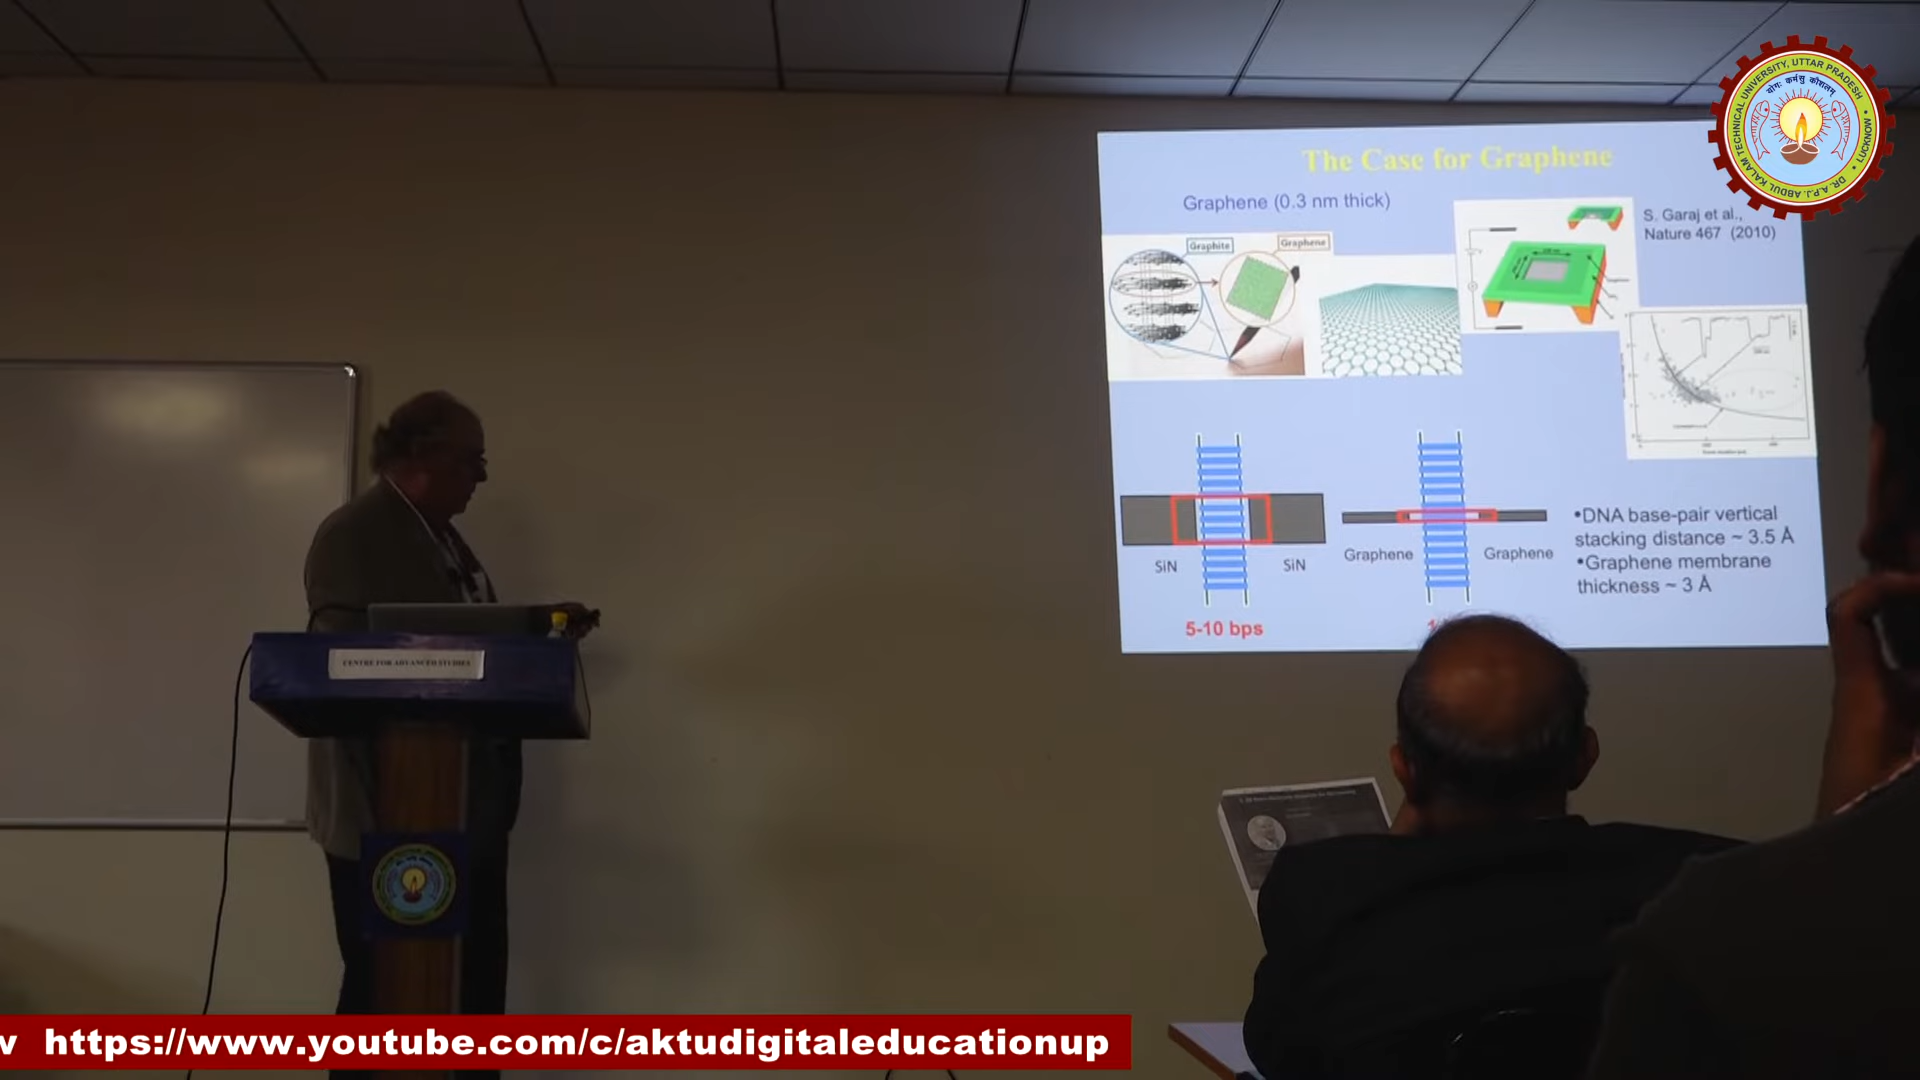 The Case for Graphene
Graphene (0.3 nm thick)
Graphite
Graphene
S. Garaj et al.,
Nature 467 (2010)
SiN
SiN
5-10 bps
Graphene
Graphene
•DNA base-pair vertical
stacking distance ~ 3.5 Å
•Graphene membrane
thickness ~ 3 Å
DR. A.P.J. ABDUL KALAM TECHNICAL UNIVERSITY, UTTAR PRADESH • LUCKNOW •
योगः कर्मसु कौशलम्
CENTRE FOR ADVANCED STUDIES
https://www.youtube.com/c/aktudigitaleducationup